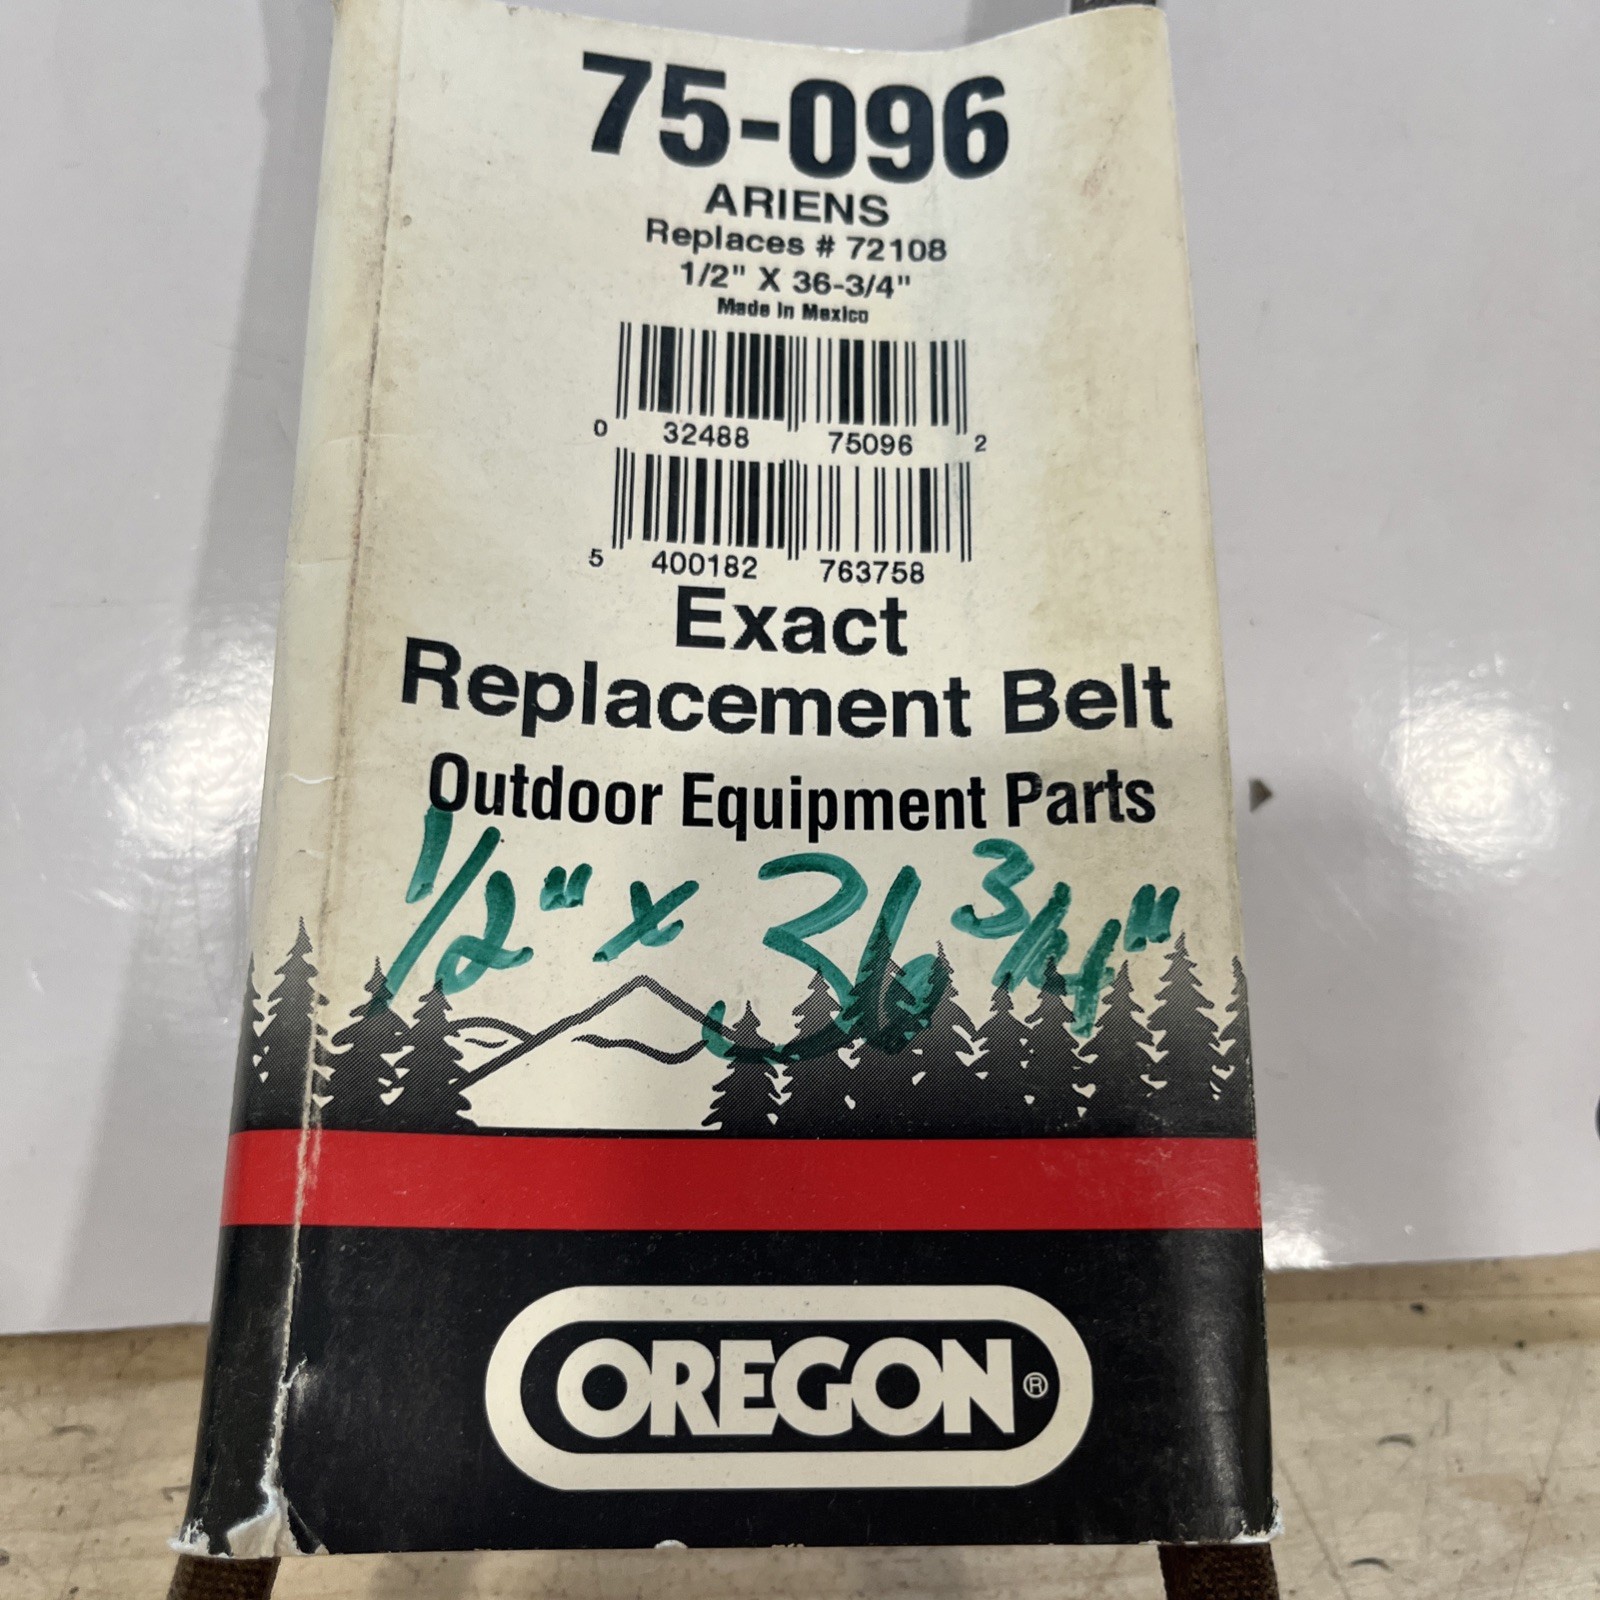 75-096
ARIENS
Replaces # 72108
1/2" X 36-3/4"
Made In Mexico
0 32488 75096 2
5 400182 763758
Exact
Replacement Belt
Outdoor Equipment Parts
1/2" x 36 3/4"
OREGON®